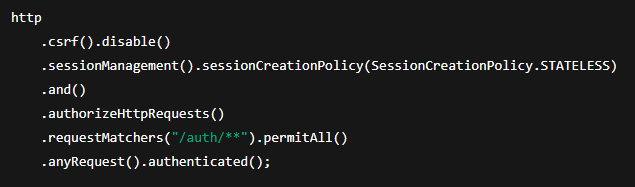 http
.csrf().disable()
.sessionManagement().sessionCreationPolicy(SessionCreationPolicy.STATELESS)
.and()
.authorizeHttpRequests()
.requestMatchers("/auth/**").permitAll()
.anyRequest().authenticated();